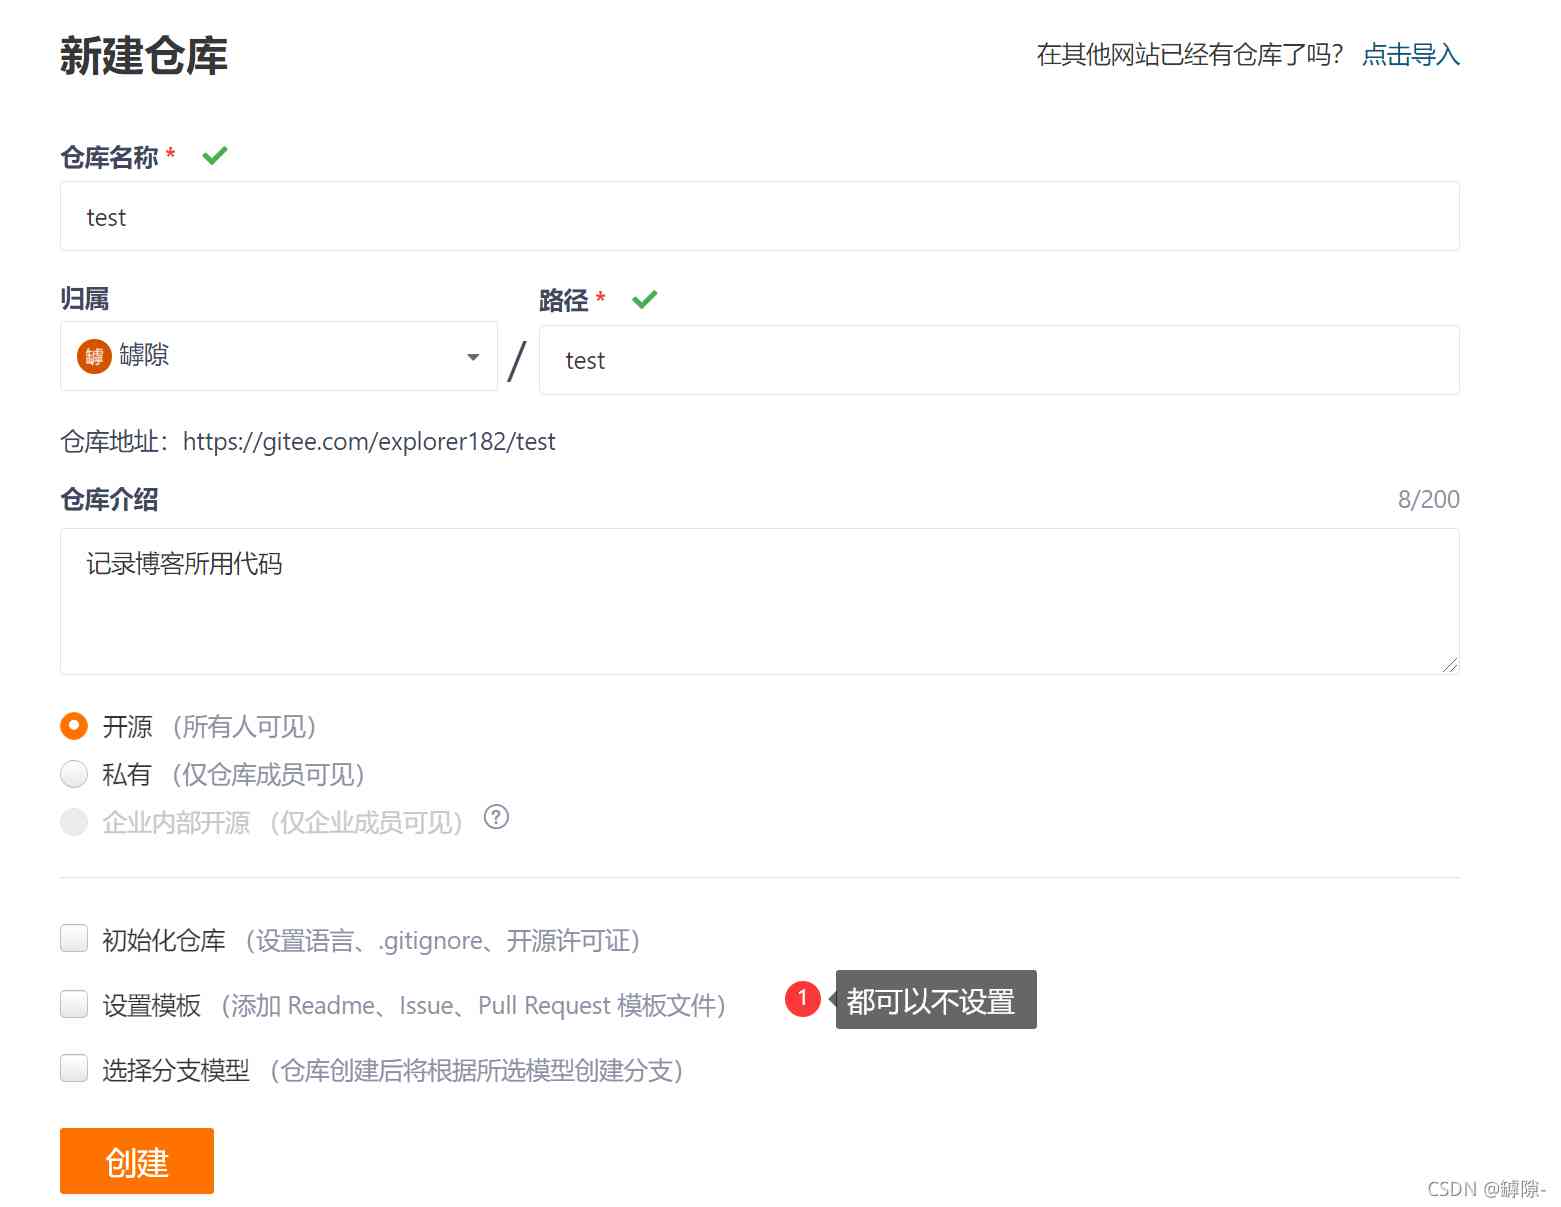 新建仓库
在其他网站已经有仓库了吗？ 点击导入
仓库名称 *
test
归属
路径 *
罅 罅隙
/
test
仓库地址：https://gitee.com/explorer182/test
仓库介绍
8/200
记录博客所用代码
开源 （所有人可见）
私有 （仅仓库成员可见）
企业内部开源 （仅企业成员可见） ?
初始化仓库 （设置语言、.gitignore、开源许可证）
设置模板 （添加 Readme、Issue、Pull Request 模板文件）
1 都可以不设置
选择分支模型 （仓库创建后将根据所选模型创建分支）
创建
CSDN @罅隙-